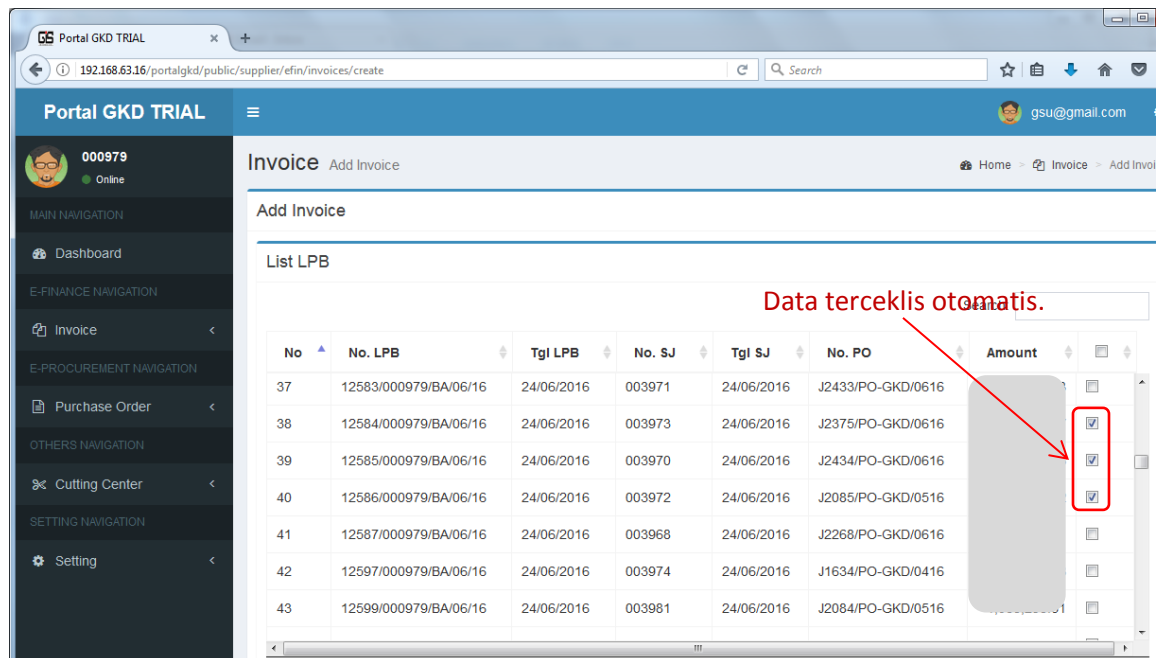 GS Portal GKD TRIAL × +
192.168.63.16/portalgkd/public/supplier/efin/invoices/create Search
Portal GKD TRIAL gsu@gmail.com
000979
Online
Invoice Add Invoice Home > Invoice > Add Invoi
MAIN NAVIGATION
Add Invoice
Dashboard
List LPB
E-FINANCE NAVIGATION
Data terceklis otomatis.
Search
Invoice
No No. LPB Tgl LPB No. SJ Tgl SJ No. PO Amount
E-PROCUREMENT NAVIGATION
37 12583/000979/BA/06/16 24/06/2016 003971 24/06/2016 J2433/PO-GKD/0616
Purchase Order
38 12584/000979/BA/06/16 24/06/2016 003973 24/06/2016 J2375/PO-GKD/0616
OTHERS NAVIGATION
39 12585/000979/BA/06/16 24/06/2016 003970 24/06/2016 J2434/PO-GKD/0616
Cutting Center
40 12586/000979/BA/06/16 24/06/2016 003972 24/06/2016 J2085/PO-GKD/0516
SETTING NAVIGATION
41 12587/000979/BA/06/16 24/06/2016 003968 24/06/2016 J2268/PO-GKD/0616
Setting
42 12597/000979/BA/06/16 24/06/2016 003974 24/06/2016 J1634/PO-GKD/0416
43 12599/000979/BA/06/16 24/06/2016 003981 24/06/2016 J2084/PO-GKD/0516